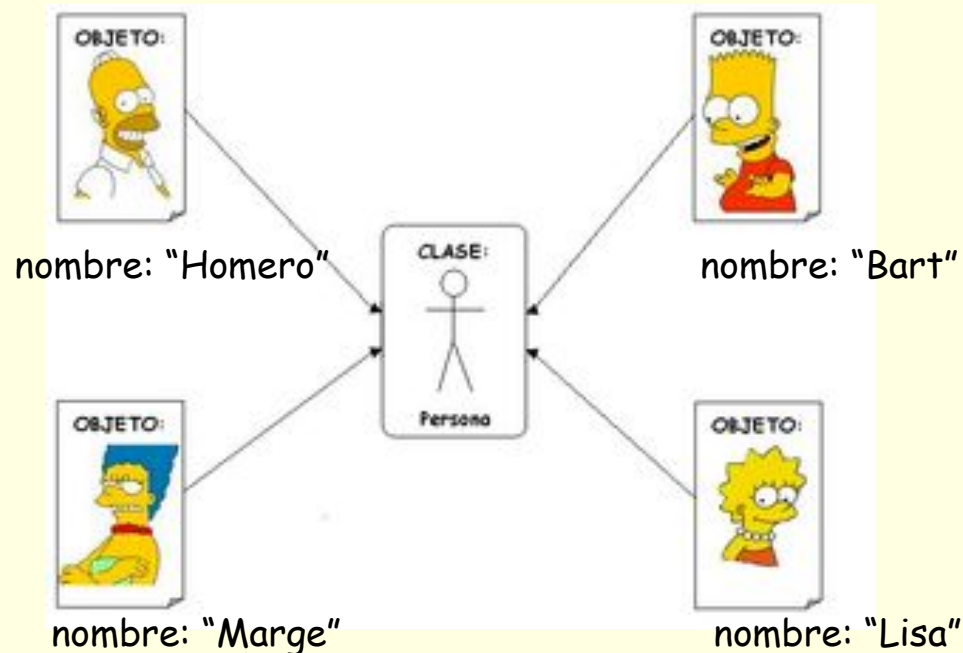 OBJETO:
OBJETO:
nombre: “Homero”
CLASE:
nombre: “Bart”
Persona
OBJETO:
OBJETO:
nombre: “Marge”
nombre: “Lisa”